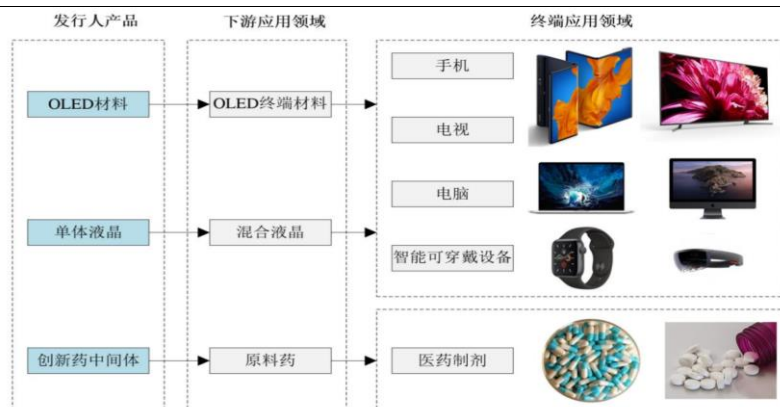 发行人产品
下游应用领域
终端应用领域
OLED材料
OLED终端材料
手机
电视
电脑
单体液晶
混合液晶
智能可穿戴设备
创新药中间体
原料药
医药制剂